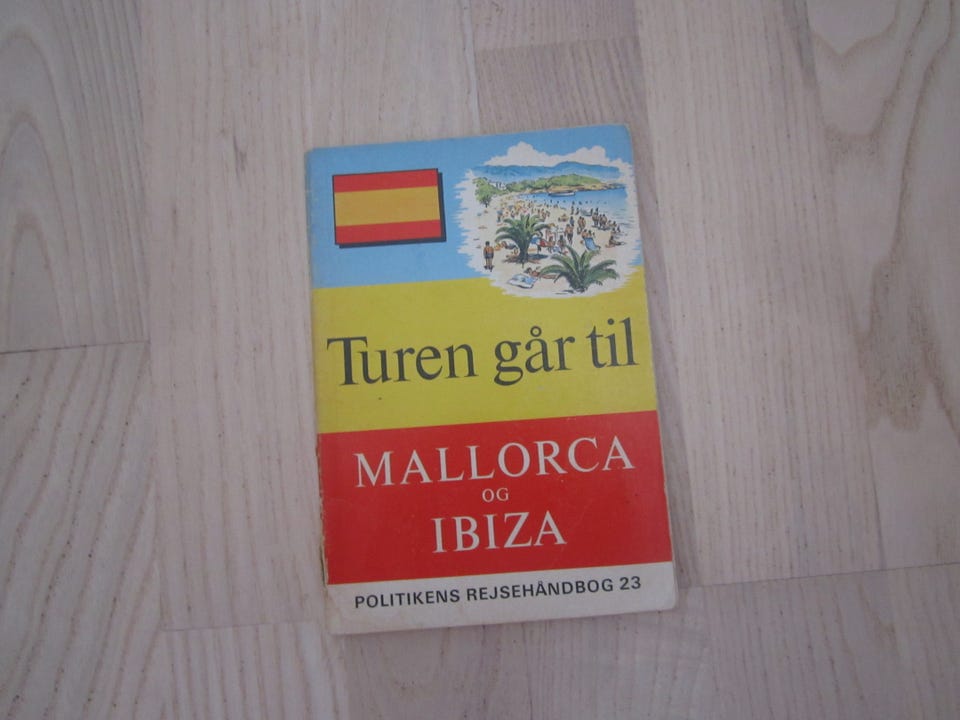 Turen går til
MALLORCA
OG
IBIZA
POLITIKENS REJSEHÅNDBOG 23